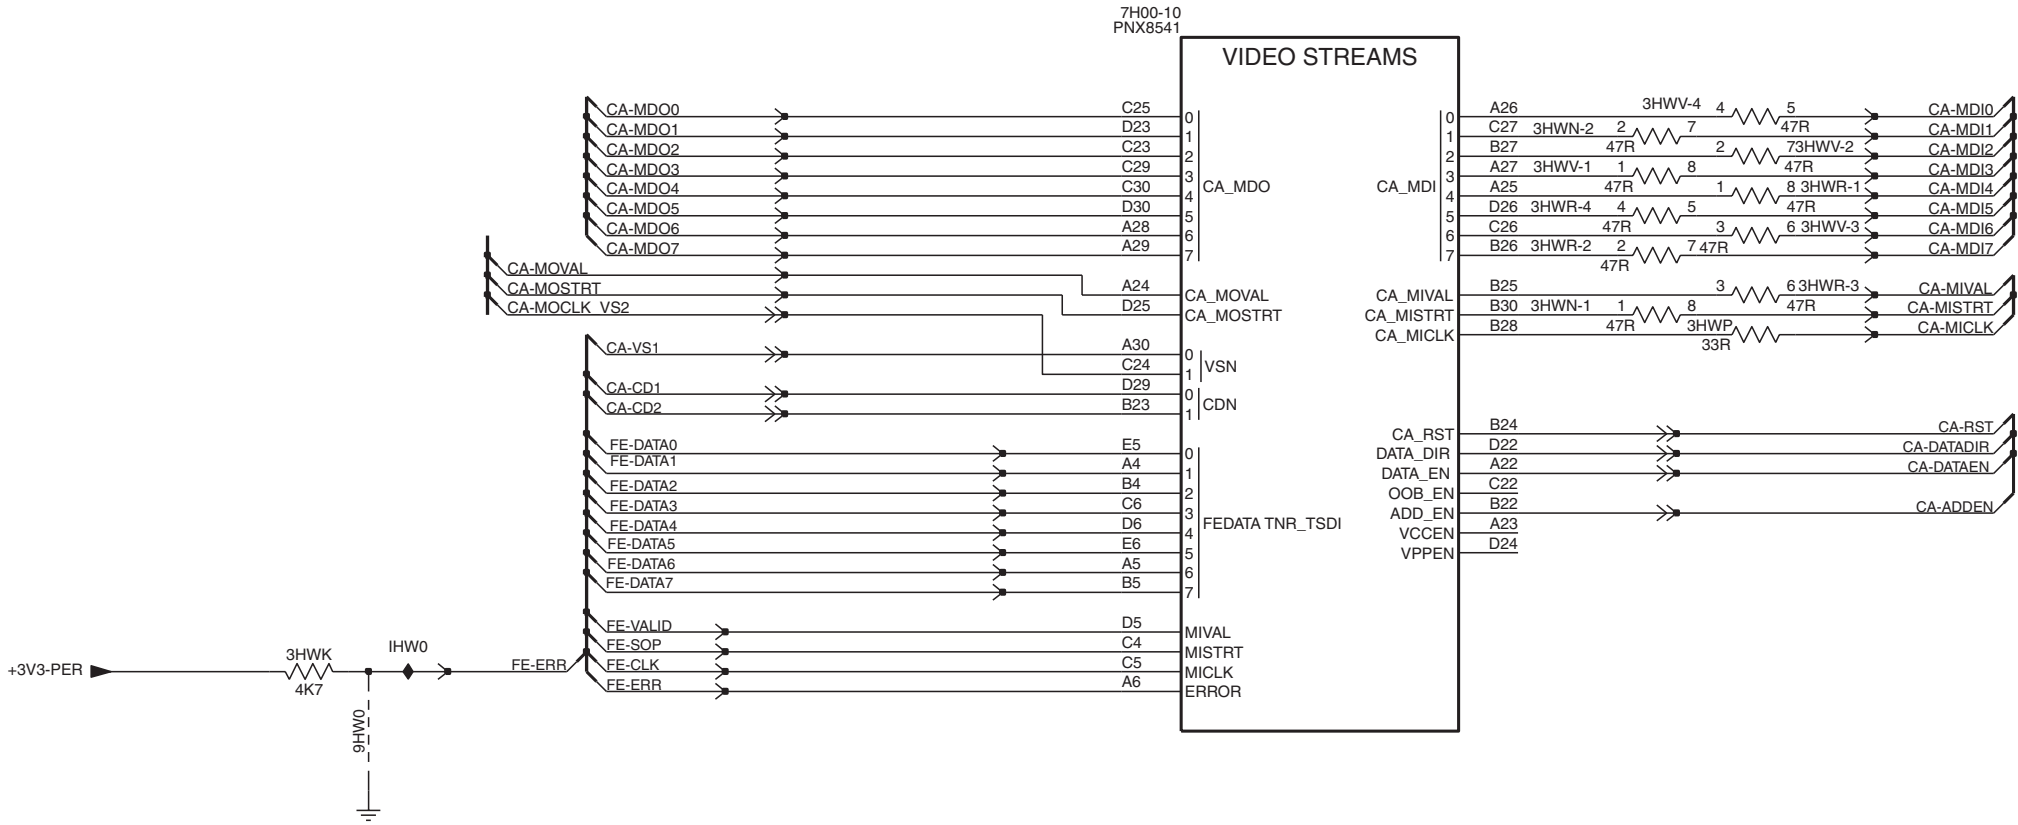 7H00-10
PNX8541
VIDEO STREAMS
CA-MDO0 C25 0
CA-MDO1 D23 1
CA-MDO2 C23 2
CA-MDO3 C29 3
CA-MDO4 C30 4
CA-MDO5 D30 5
CA-MDO6 A28 6
CA-MDO7 A29 7
CA_MDO
CA-MOVAL A24 CA_MOVAL
CA-MOSTRT D25 CA_MOSTRT
CA-MOCLK_VS2
CA-VS1 A30 0
C24 1
VSN
CA-CD1 D29 0
CA-CD2 B23 1
CDN
FE-DATA0 E5 0
FE-DATA1 A4 1
FE-DATA2 B4 2
FE-DATA3 C6 3
FE-DATA4 D6 4
FE-DATA5 E6 5
FE-DATA6 A5 6
FE-DATA7 B5 7
FEDATA TNR_TSDI
FE-VALID D5 MIVAL
FE-SOP C4 MISTRT
FE-CLK C5 MICLK
FE-ERR A6 ERROR
+3V3-PER
3HWK
4K7
IHW0
FE-ERR
9HW0
CA_MDI
0 A26 3HWV-4 4 5 47R CA-MDI0
1 C27 3HWN-2 2 7 47R CA-MDI1
2 B27 2 73HWV-2 47R CA-MDI2
3 A27 3HWV-1 1 8 47R CA-MDI3
4 A25 1 8 3HWR-1 47R CA-MDI4
5 D26 3HWR-4 4 5 47R CA-MDI5
6 C26 3 6 3HWV-3 47R CA-MDI6
7 B26 3HWR-2 2 7 47R CA-MDI7
CA_MIVAL B25 3 6 3HWR-3 47R CA-MIVAL
CA_MISTRT B30 3HWN-1 1 8 47R CA-MISTRT
CA_MICLK B28 3HWP 33R CA-MICLK
CA_RST B24 CA-RST
DATA_DIR D22 CA-DATADIR
DATA_EN A22 CA-DATAEN
OOB_EN C22
ADD_EN B22 CA-ADDEN
VCCEN A23
VPPEN D24